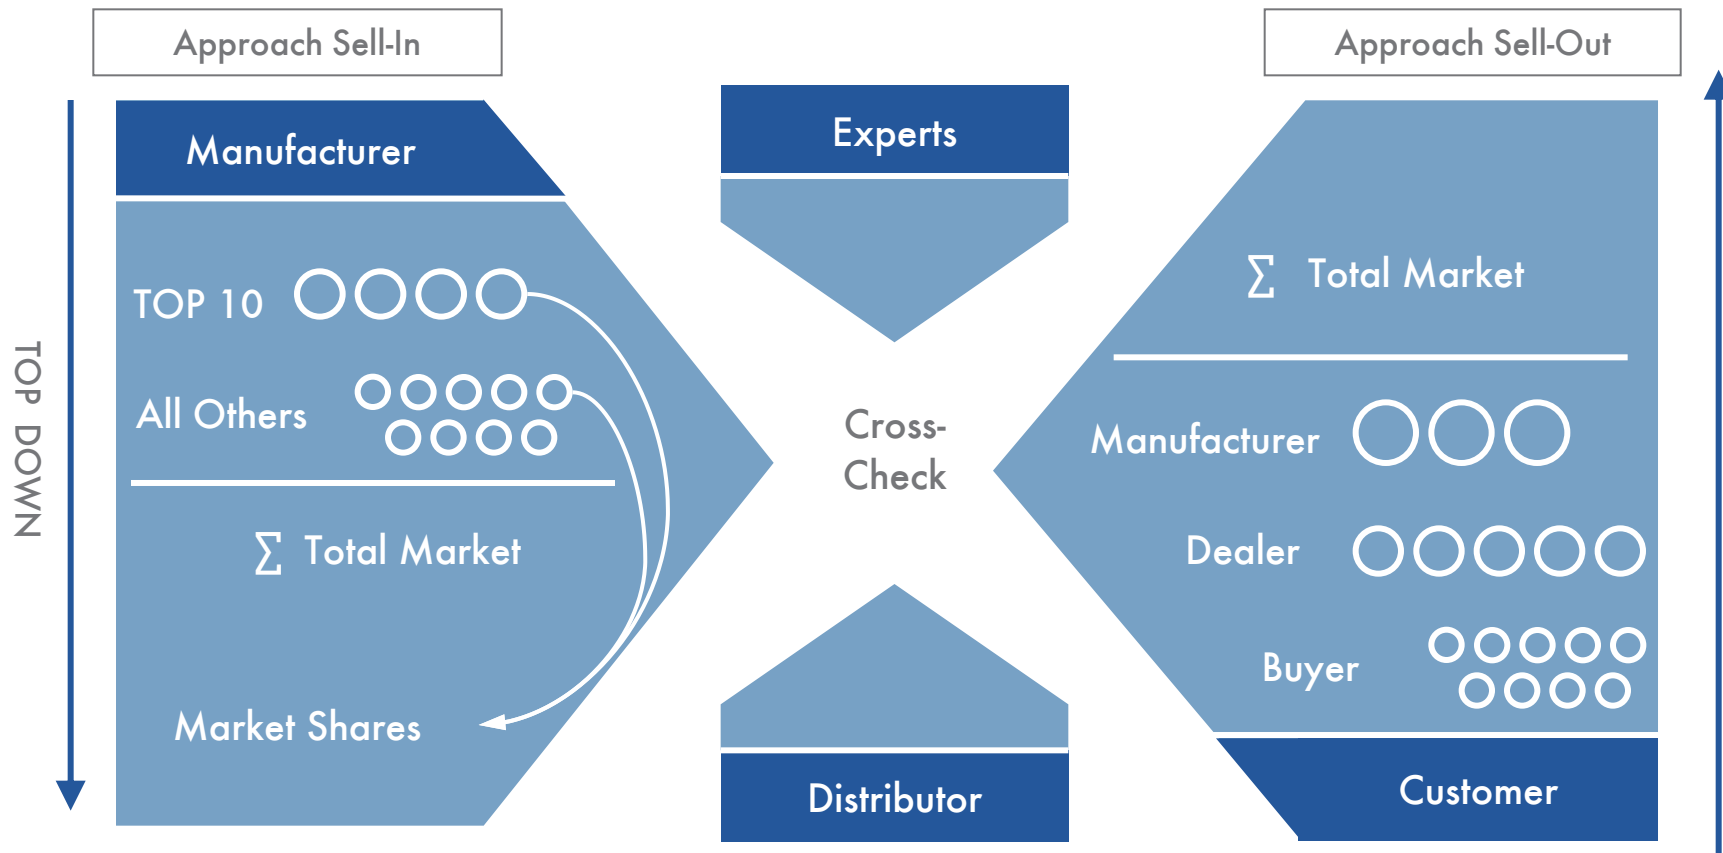 Approach Sell-In
Manufacturer
TOP 10
All Others
∑ Total Market
Market Shares
TOP DOWN
Experts
Cross-
Check
Distributor
Approach Sell-Out
∑ Total Market
Manufacturer
Dealer
Buyer
Customer